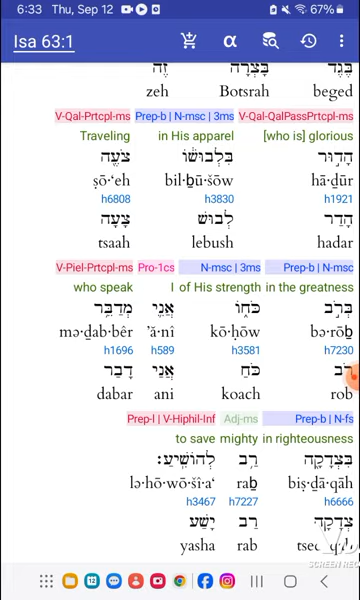 6:33 Thu, Sep 12 67%
Isa 63:1 α
בֶּגֶד בָּצְרָה זֶה
beged Botsrah zeh
V-Qal-Prtcpl-ms Prep-b | N-msc | 3ms V-Qal-QalPassPrtcpl-ms
Traveling in His apparel [who is] glorious
הָד֣וּר בִּלְבוּשׁ֔וֹ צֹעֶ֖ה
ṣō·‘eh bil·ḇū·šōw hā·ḏūr
h6808 h3830 h1921
הָדַר לְבוּשׁ צָעָה
tsaah lebush hadar
V-Piel-Prtcpl-ms Pro-1cs N-msc | 3ms Prep-b | N-msc
who speak I of His strength in the greatness
בְּרֹ֣ב כֹּח֑וֹ אֲנִ֛י מְדַבֵּ֥ר
mə·ḏab·bêr ’ă·nî kō·ḥōw bə·rōḇ
h1696 h589 h3581 h7230
רֹב כֹּחַ אֲנִי דָבַר
dabar ani koach rob
Prep-l | V-Hiphil-Inf Adj-ms Prep-b | N-fs
to save mighty in righteousness
בִּצְדָקָ֖ה רַ֥ב לְהוֹשִֽׁיעַ׃
lə·hō·wō·šî·a‘ raḇ biṣ·ḏā·qāh
h3467 h7227 h6666
צְדָקָה רַב יָשַׁע
yasha rab
SCREEN REC